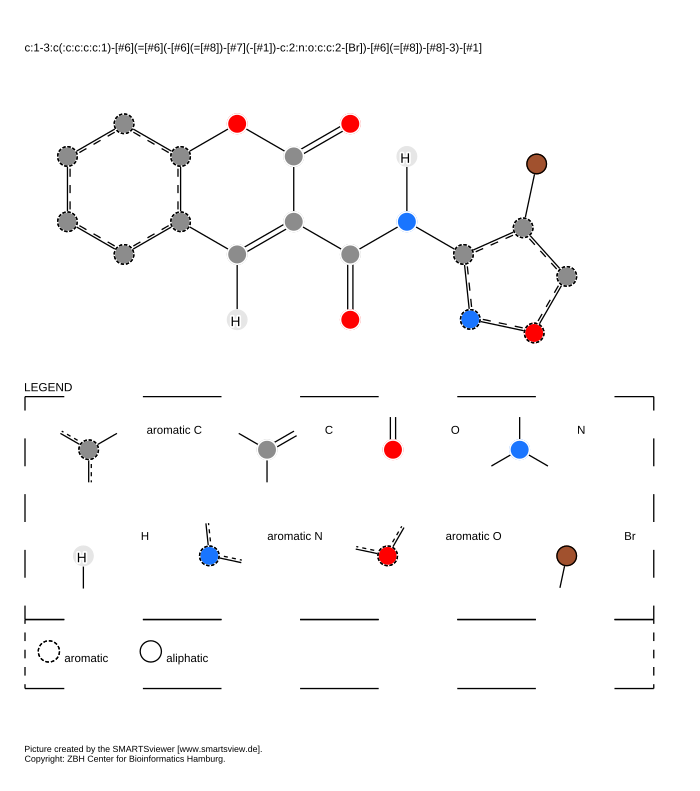 c:1-3:c(:c:c:c:c:1)-[#6](=[#6](-[#6](=[#8])-[#7](-[#1])-c:2:n:o:c:c:2-[Br])-[#6](=[#8])-[#8]-3)-[#1]
H
H
LEGEND
aromatic C
C
O
N
H
H
aromatic N
aromatic O
Br
aromatic
aliphatic
Picture created by the SMARTSviewer [www.smartsview.de].
Copyright: ZBH Center for Bioinformatics Hamburg.